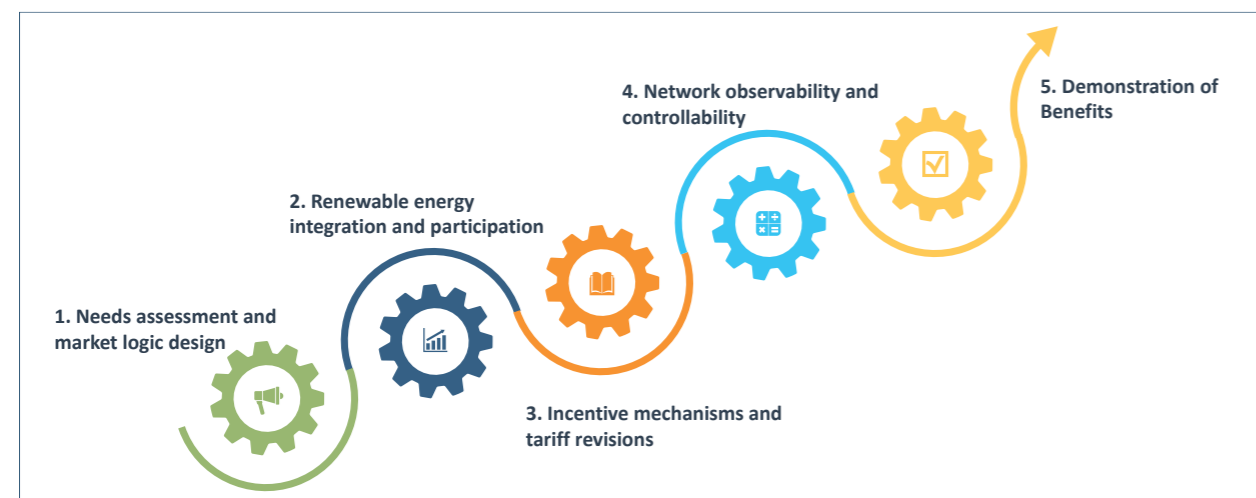 1. Needs assessment and
market logic design
2. Renewable energy
integration and participation
3. Incentive mechanisms and
tariff revisions
4. Network observability and
controllability
5. Demonstration of
Benefits